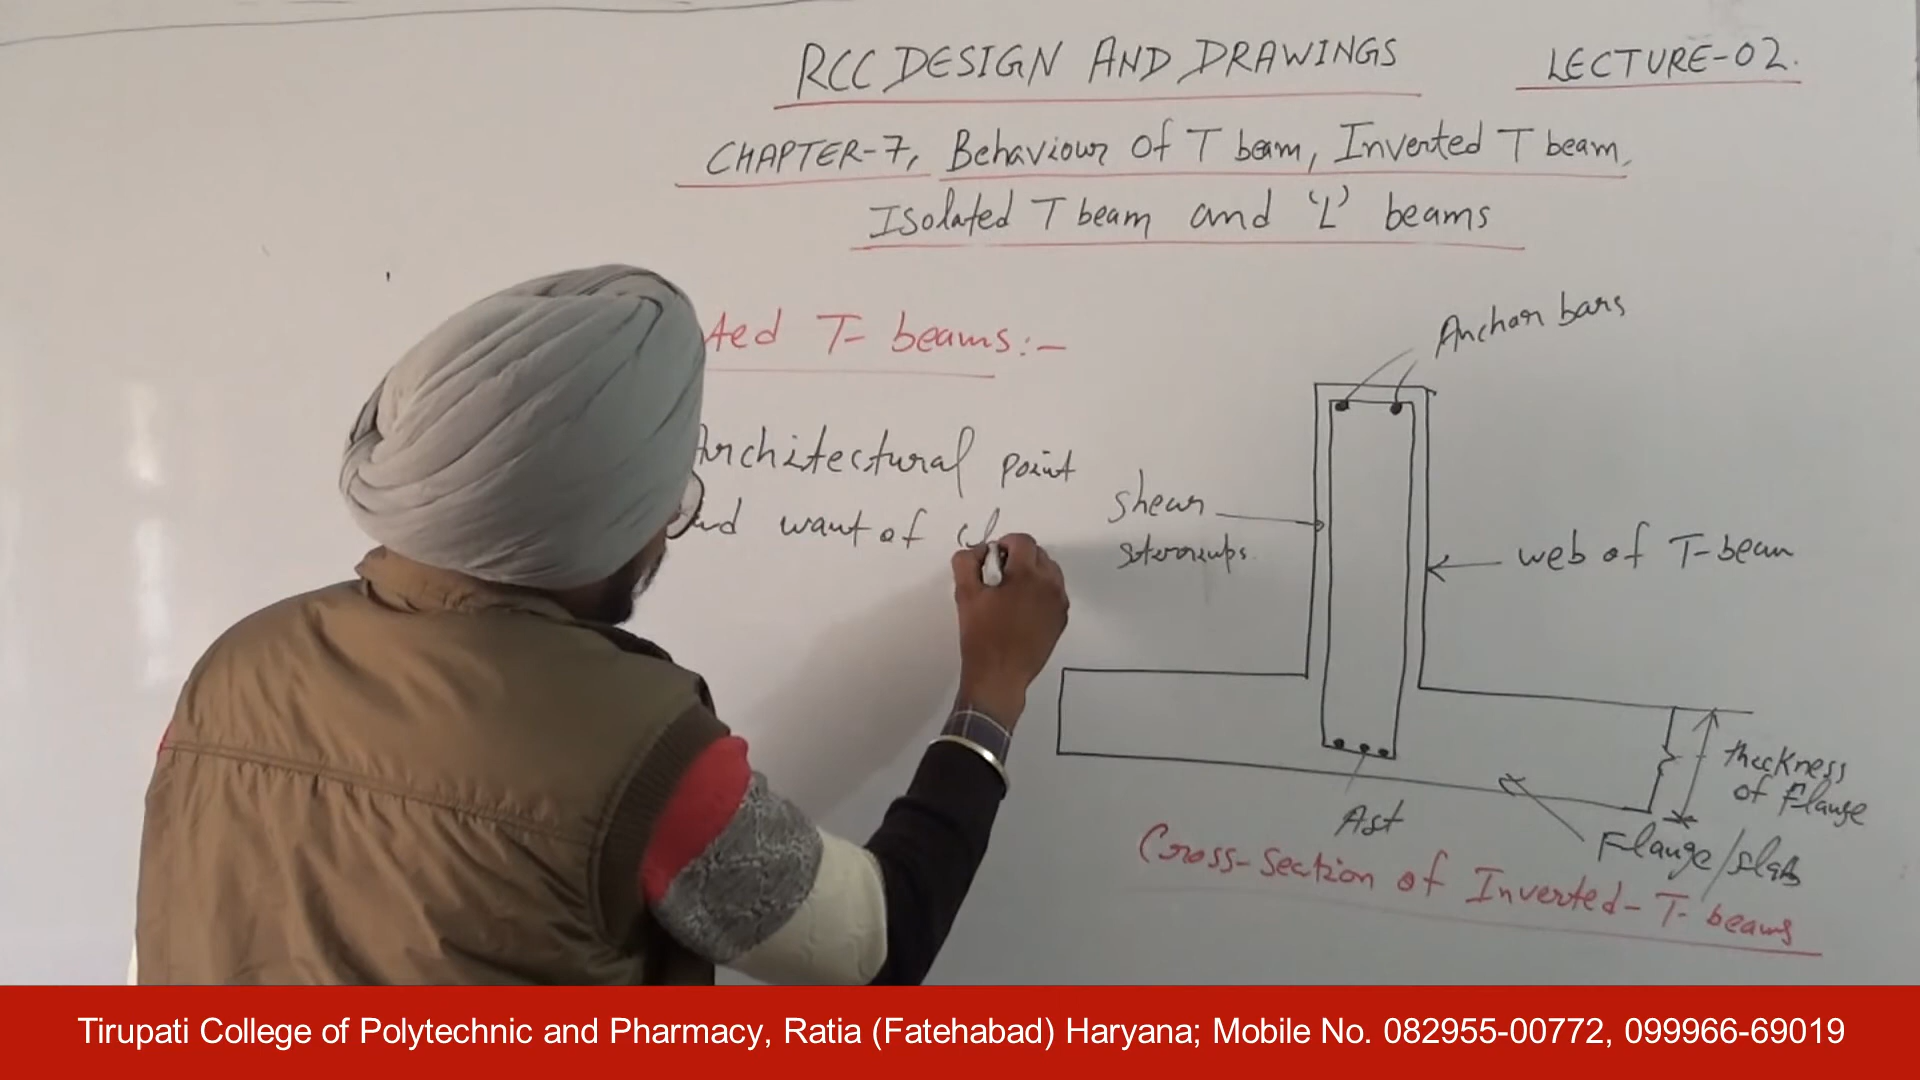 RCC DESIGN AND DRAWINGS LECTURE-02.
CHAPTER-7, Behaviour of T beam, Inverted T beam,
Isolated T beam and 'L' beams
ted T- beams:-
Architectural point
and want of
Anchor bars
shear
web of T-beam
thickness
of Flange
Ast
Flange/slab
Cross-section of Inverted-T-beams
Tirupati College of Polytechnic and Pharmacy, Ratia (Fatehabad) Haryana; Mobile No. 082955-00772, 099966-69019